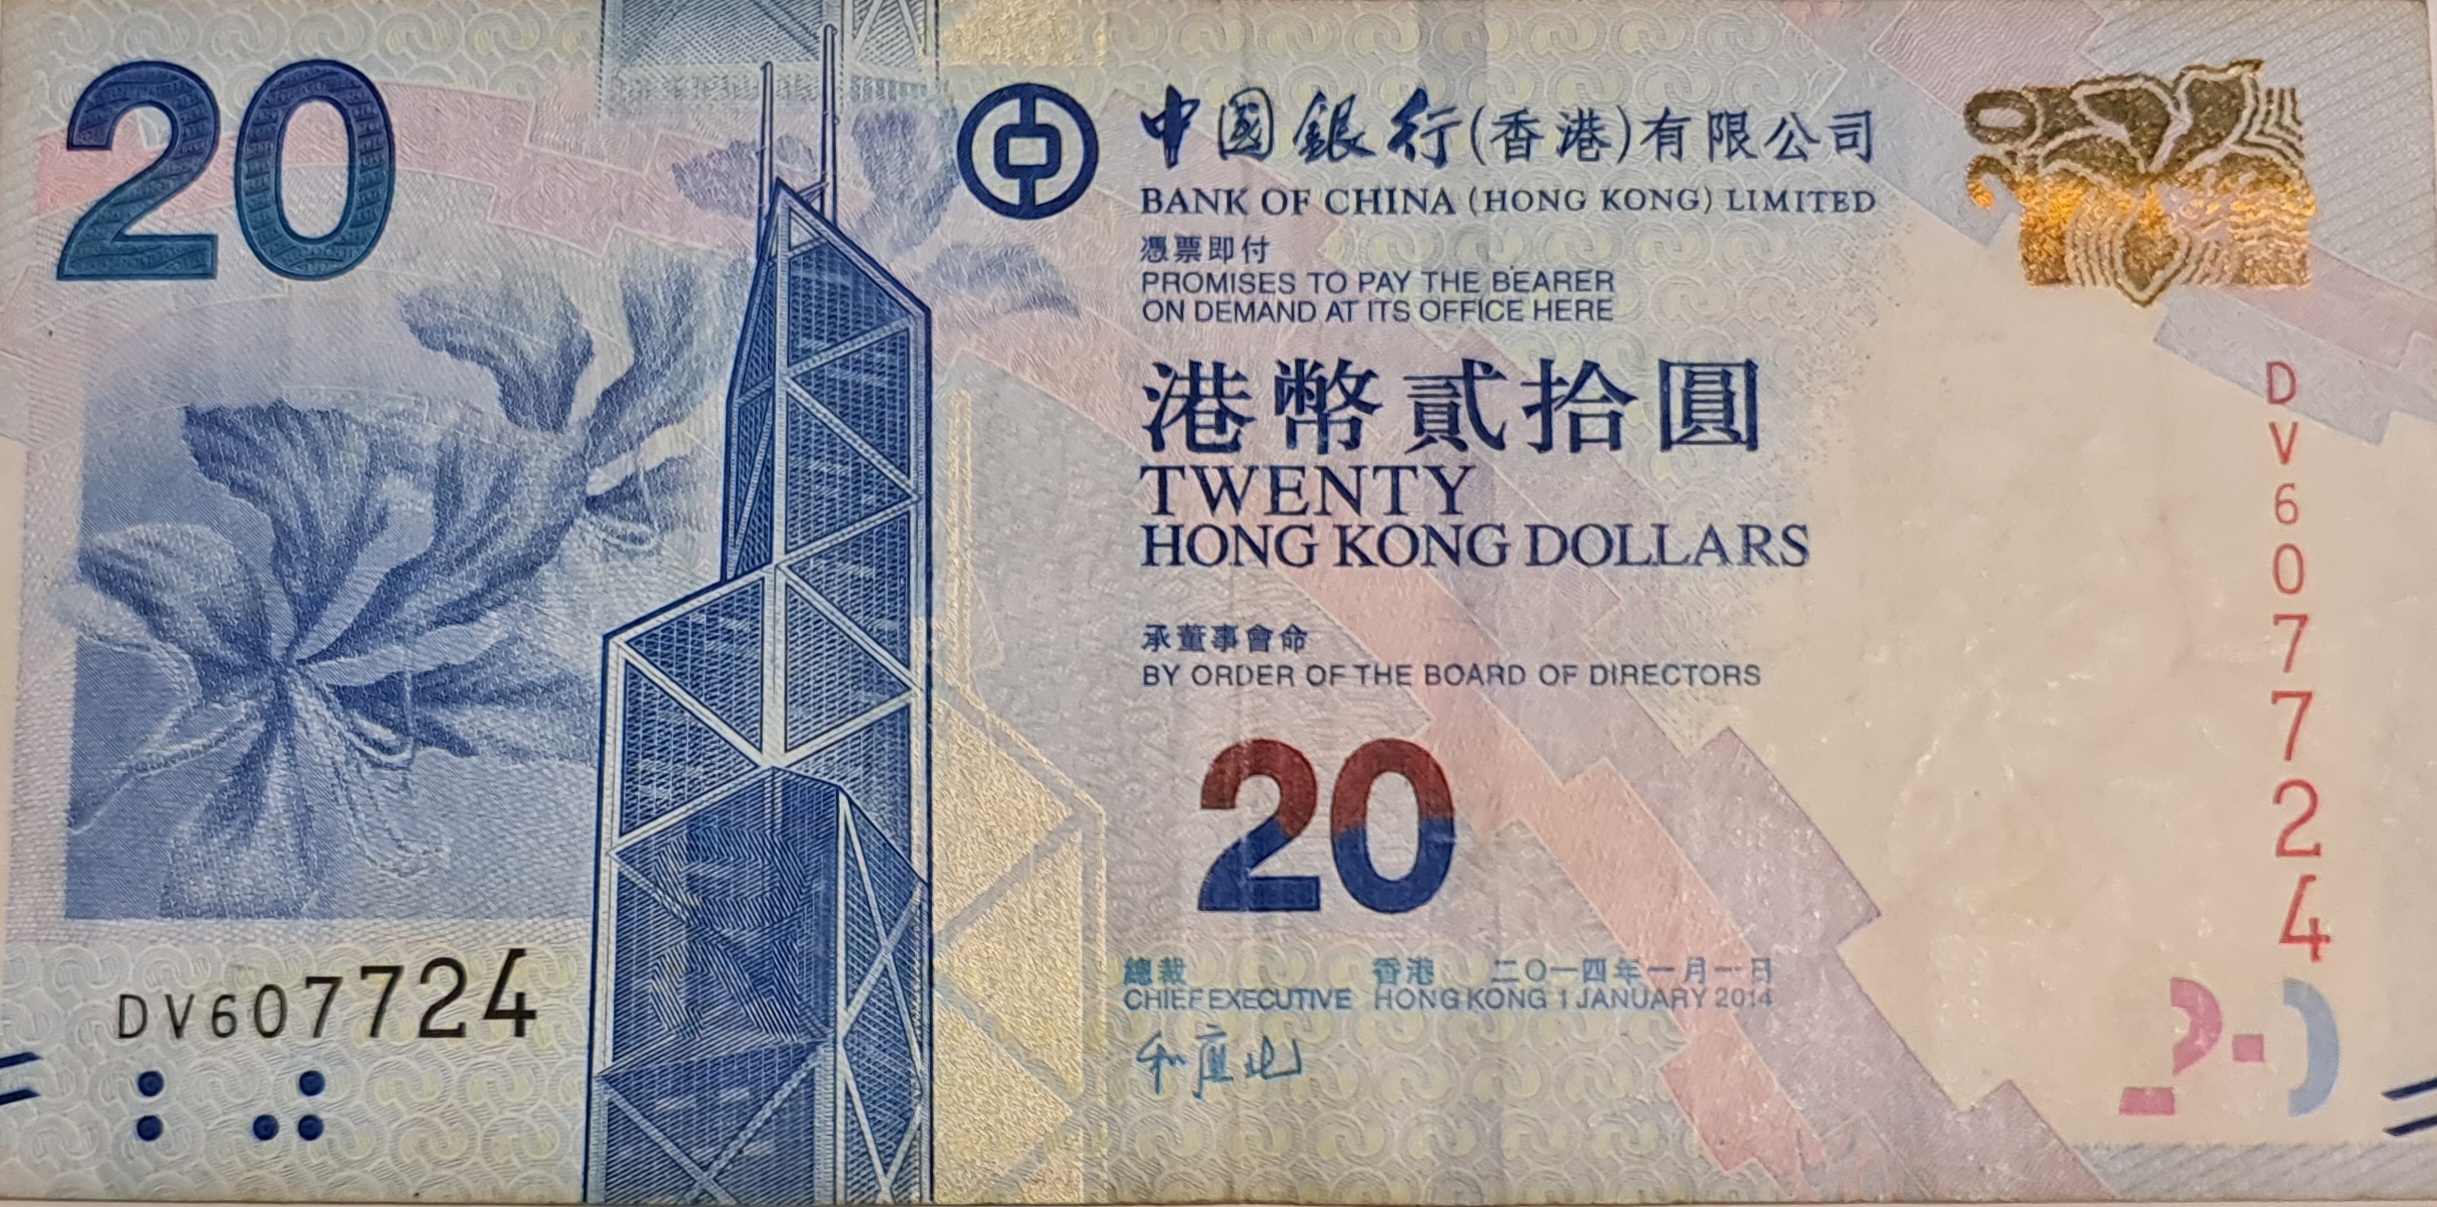 20
中國銀行(香港)有限公司
BANK OF CHINA (HONG KONG) LIMITED
憑票即付
PROMISES TO PAY THE BEARER
ON DEMAND AT ITS OFFICE HERE
港幣貳拾圓
TWENTY
HONG KONG DOLLARS
承董事會命
BY ORDER OF THE BOARD OF DIRECTORS
20
總裁 香港 二〇一四年一月一日
CHIEF EXECUTIVE HONG KONG 1 JANUARY 2014
和廣北
DV607724
DV607724